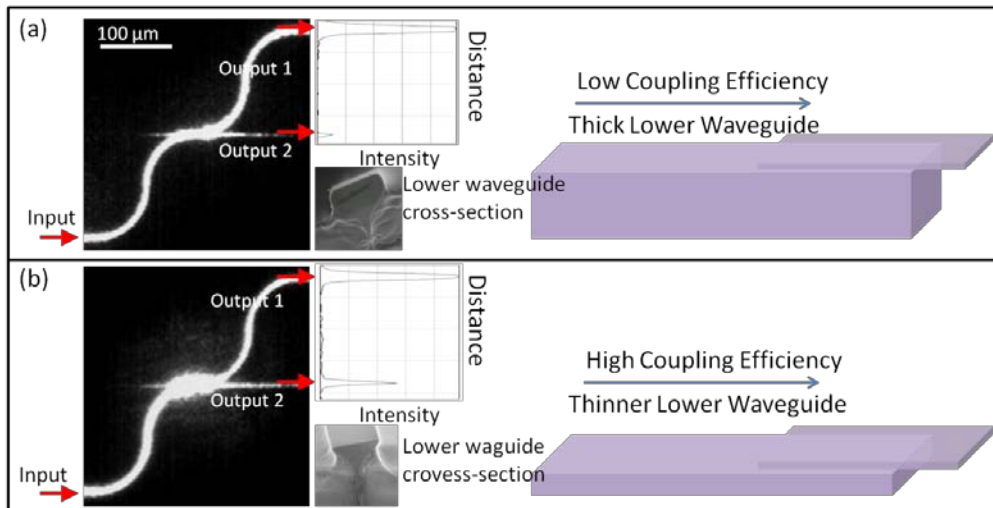 (a)
100 µm
Output 1
Output 2
Input
Distance
Intensity
Lower waveguide
cross-section
Low Coupling Efficiency
Thick Lower Waveguide
(b)
Output 1
Output 2
Input
Distance
Intensity
Lower waguide
crovess-section
High Coupling Efficiency
Thinner Lower Waveguide